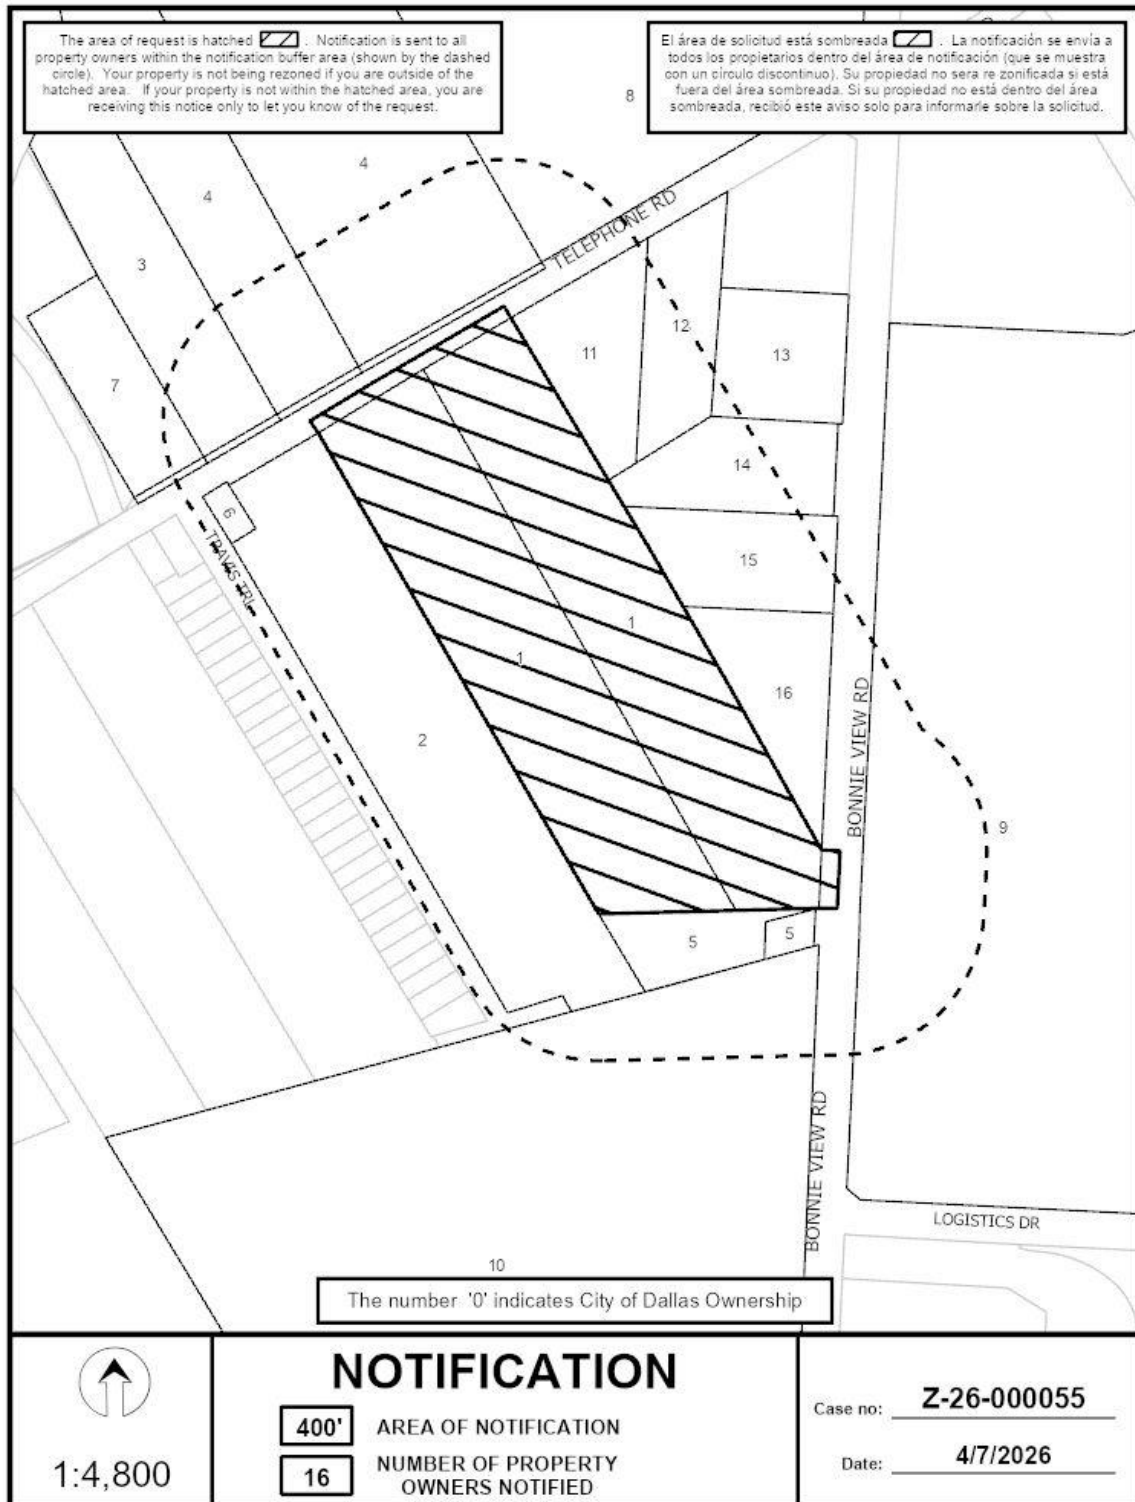 The area of request is hatched . Notification is sent to all
property owners within the notification buffer area (shown by the dashed
circle). Your property is not being rezoned if you are outside of the
hatched area. If your property is not within the hatched area, you are
receiving this notice only to let you know of the request.
El área de solicitud está sombreada . La notificación se envía a
todos los propietarios dentro del área de notificación (que se muestra
con un círculo discontinuo). Su propiedad no sera re zonificada si está
fuera del área sombreada. Si su propiedad no está dentro del área
sombreada, recibió este aviso solo para informarle sobre la solicitud.
8
4
4
3
TELEPHONE RD
7
12
11
13
14
6
TRAVIS TRL
15
1
1
16
2
BONNIE VIEW RD
9
5
5
BONNIE VIEW RD
LOGISTICS DR
10
The number '0' indicates City of Dallas Ownership
1:4,800
NOTIFICATION
400' AREA OF NOTIFICATION
16 NUMBER OF PROPERTY
OWNERS NOTIFIED
Case no: Z-26-000055
Date: 4/7/2026